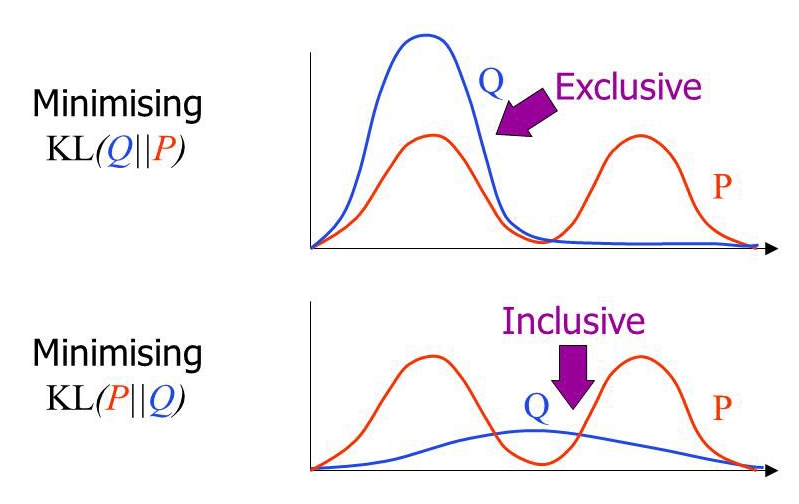 Minimising
KL(Q||P)
Q
Exclusive
P
Minimising
KL(P||Q)
Inclusive
Q
P